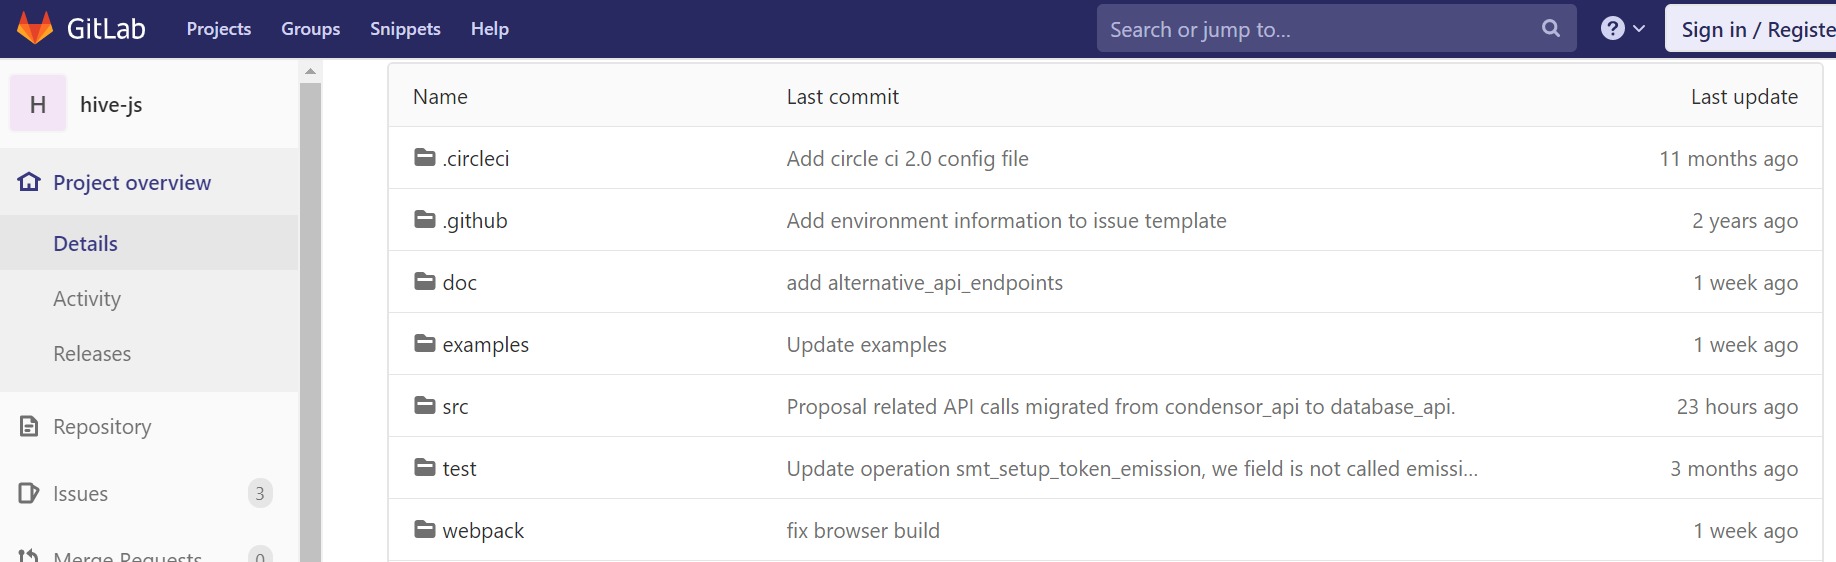 GitLab Projects Groups Snippets Help Search or jump to... Sign in / Registe
H hive-js
Project overview
Details
Activity
Releases
Repository
Issues 3
Merge Requests 0
Name Last commit Last update
.circleci Add circle ci 2.0 config file 11 months ago
.github Add environment information to issue template 2 years ago
doc add alternative_api_endpoints 1 week ago
examples Update examples 1 week ago
src Proposal related API calls migrated from condensor_api to database_api. 23 hours ago
test Update operation smt_setup_token_emission, we field is not called emissi... 3 months ago
webpack fix browser build 1 week ago